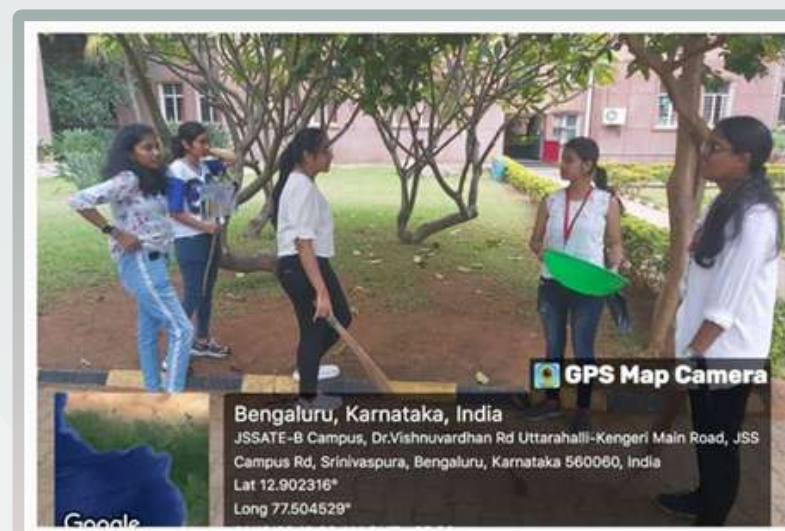 GPS Map Camera
Bengaluru, Karnataka, India
JSSATE-B Campus, Dr.Vishnuvardhan Rd Uttarahalli-Kengeri Main Road, JSS
Campus Rd, Srinivaspura, Bengaluru, Karnataka 560060, India
Lat 12.902316°
Long 77.504529°
Google